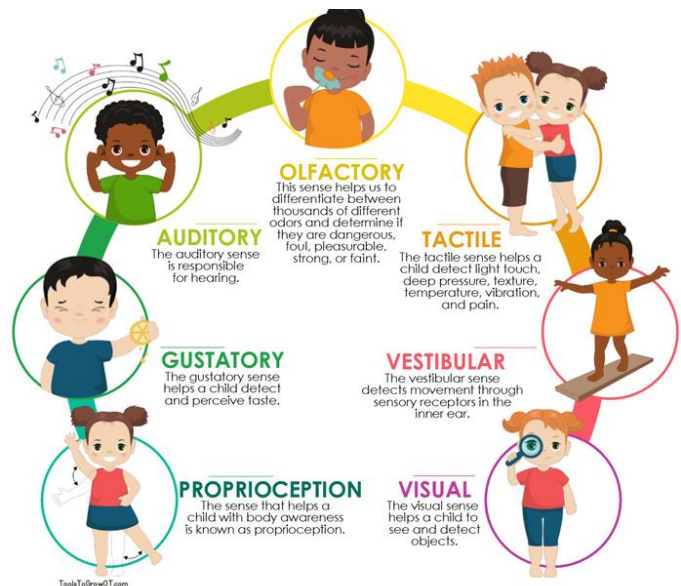 OLFACTORY
This sense helps us to
differentiate between
thousands of different
odors and determine if
they are dangerous,
foul, pleasurable,
strong, or faint.
AUDITORY
The auditory sense
is responsible
for hearing.
TACTILE
The tactile sense helps a
child detect light touch,
deep pressure, texture,
temperature, vibration,
and pain.
GUSTATORY
The gustatory sense
helps a child detect
and perceive taste.
VESTIBULAR
The vestibular sense
detects movement through
sensory receptors in the
inner ear.
PROPRIOCEPTION
The sense that helps a
child with body awareness
is known as proprioception.
VISUAL
The visual sense
helps a child to
see and detect
objects.
ToolsToGrowOT.com